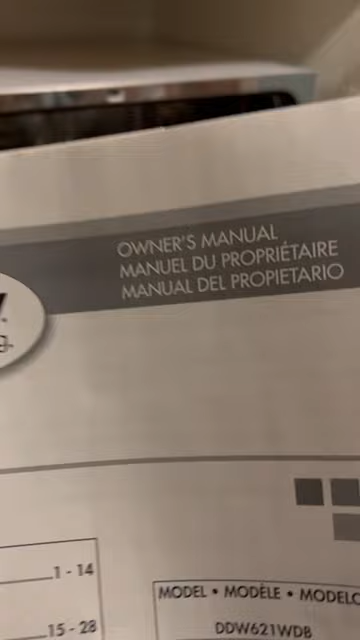 OWNER'S MANUAL
MANUEL DU PROPRIÉTAIRE
MANUAL DEL PROPIETARIO
1 - 14
MODEL • MODÈLE • MODELO
15 - 28
DDW621WDB